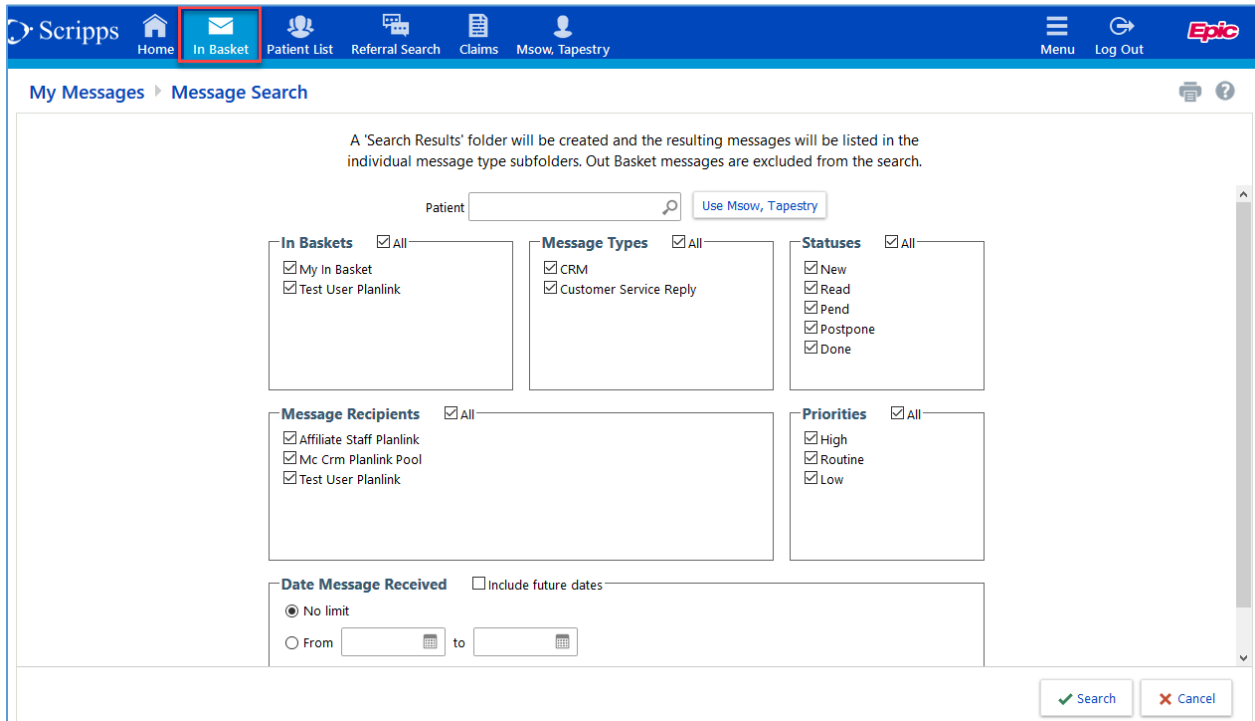 Scripps
Home
In Basket
Patient List
Referral Search
Claims
Msow, Tapestry
Menu
Log Out
Epic
My Messages
Message Search
?
A 'Search Results' folder will be created and the resulting messages will be listed in the
individual message type subfolders. Out Basket messages are excluded from the search.
Patient
Use Msow, Tapestry
In Baskets All
My In Basket
Test User Planlink
Message Types All
CRM
Customer Service Reply
Statuses All
New
Read
Pend
Postpone
Done
Message Recipients All
Affiliate Staff Planlink
Mc Crm Planlink Pool
Test User Planlink
Priorities All
High
Routine
Low
Date Message Received Include future dates
No limit
From to
Search
Cancel